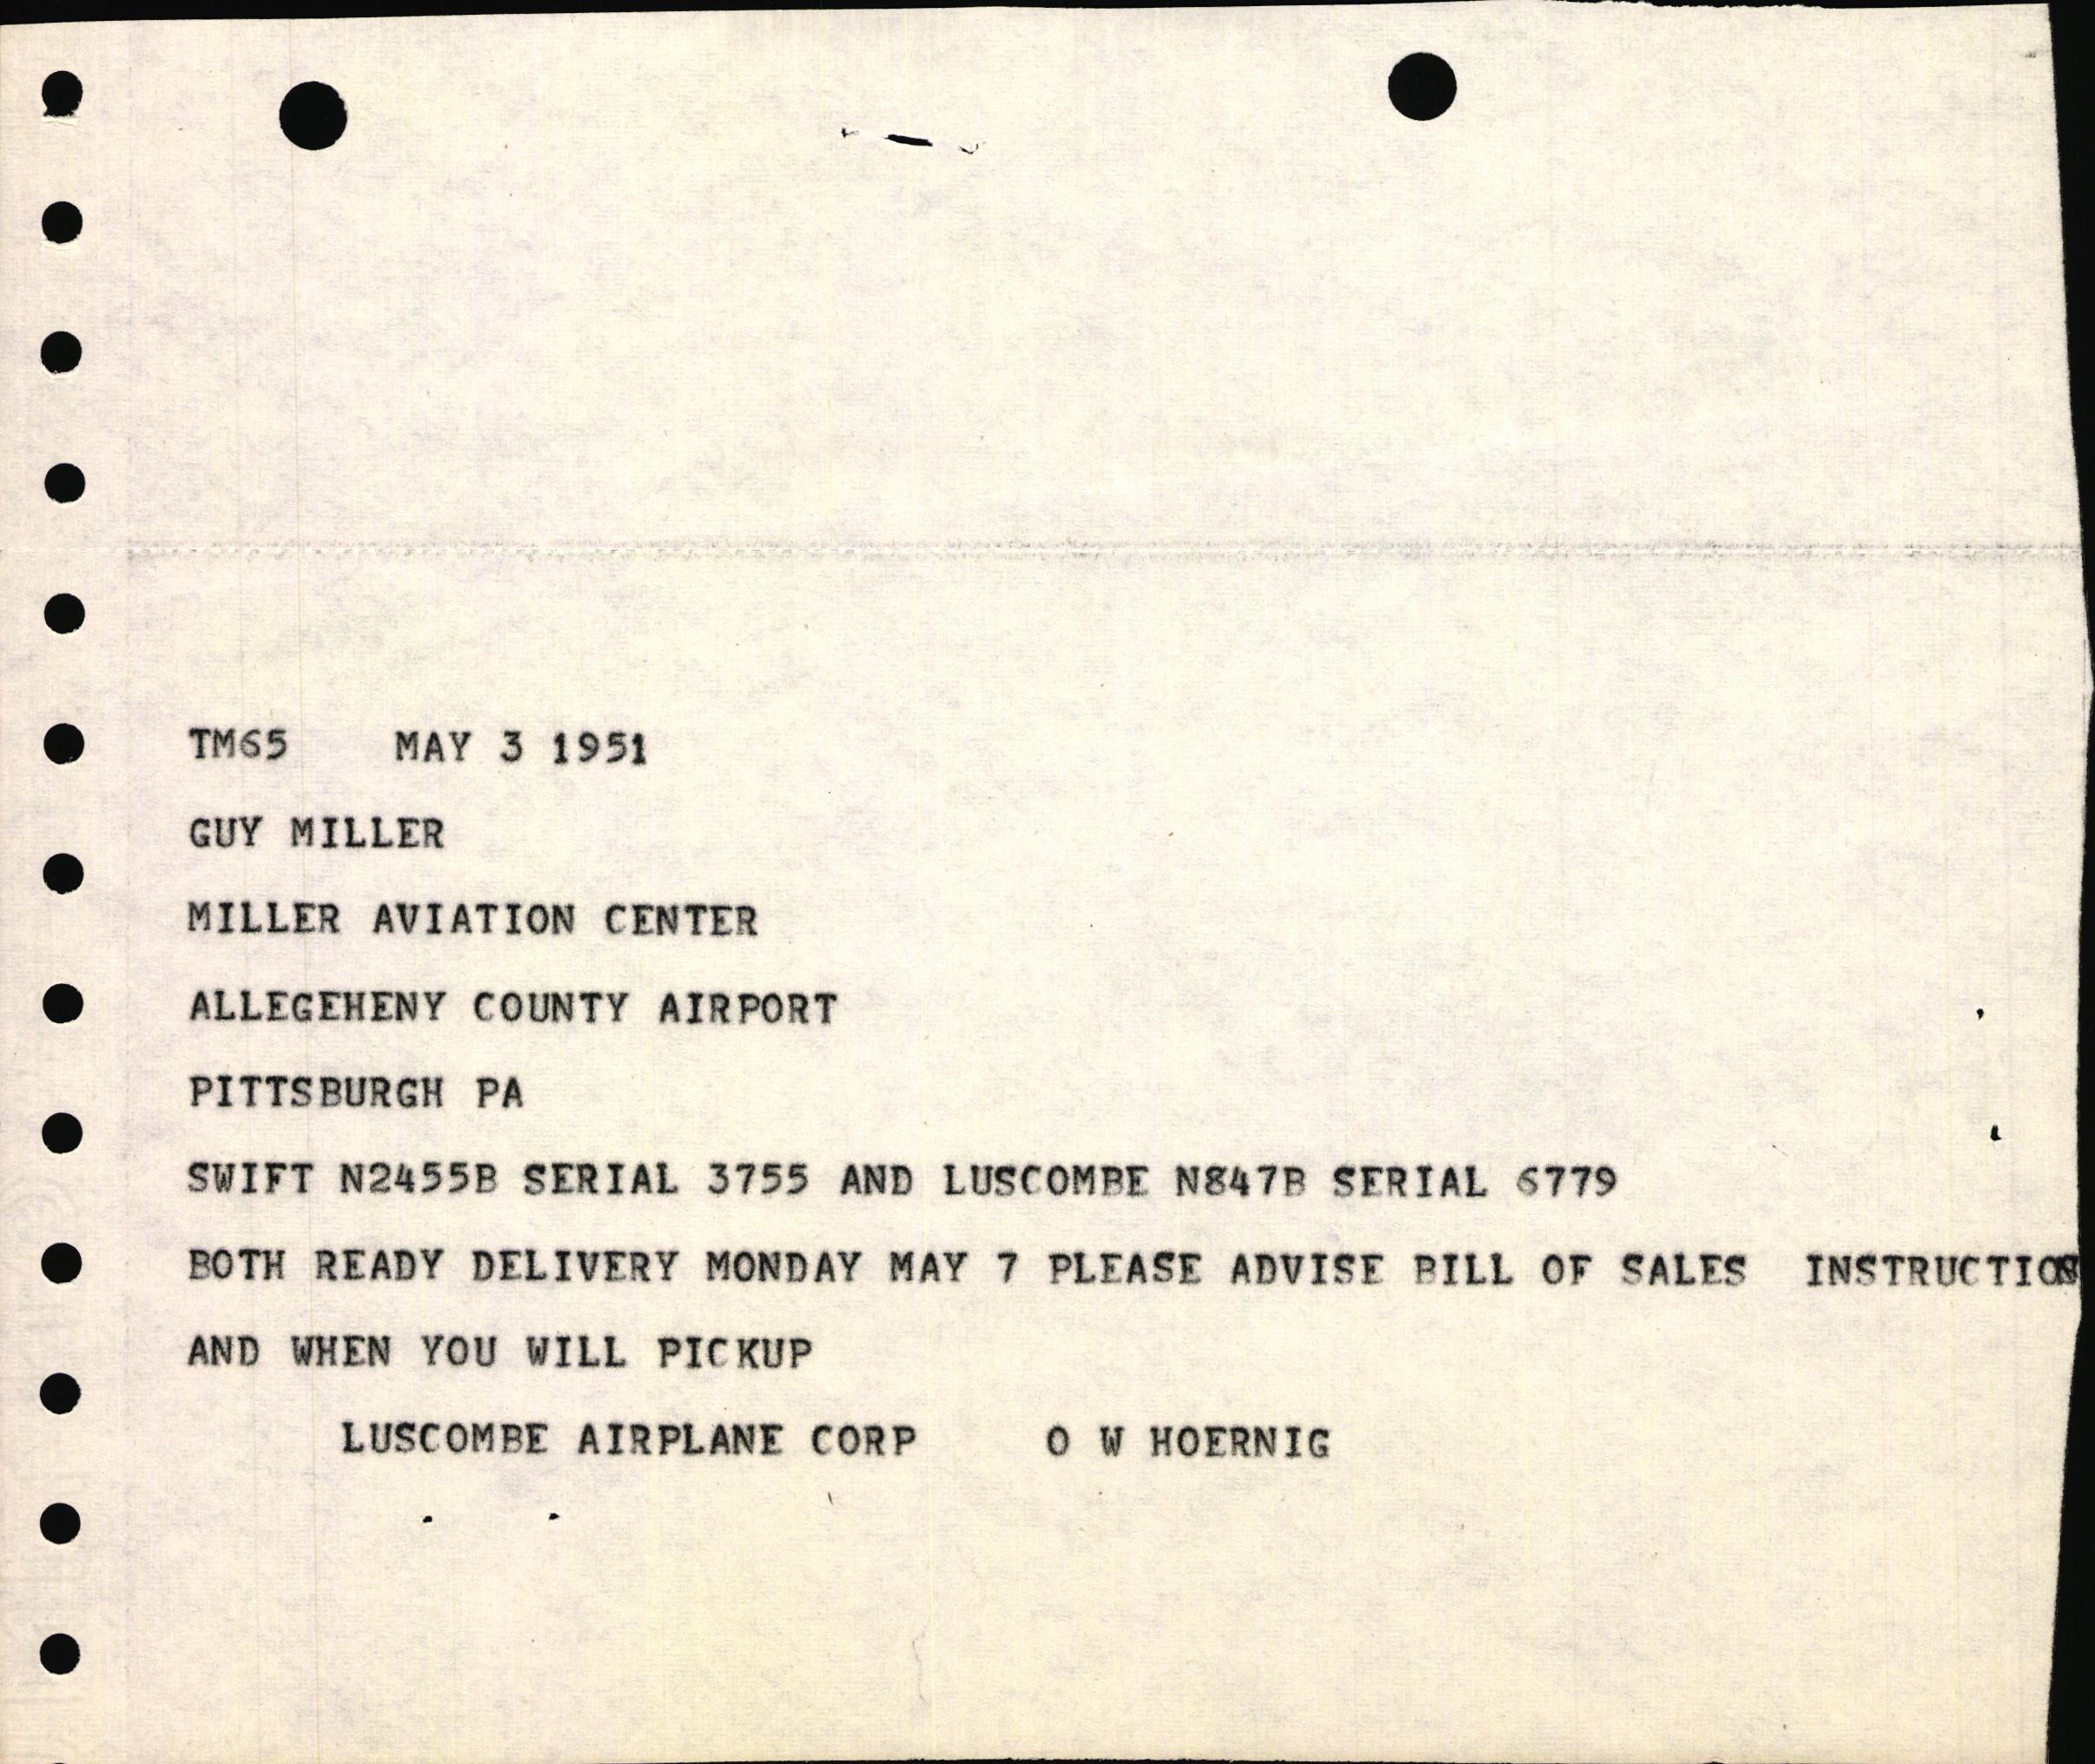 TM65 MAY 3 1951
GUY MILLER
MILLER AVIATION CENTER
ALLEGEHENY COUNTY AIRPORT
PITTSBURGH PA
SWIFT N2455B SERIAL 3755 AND LUSCOMBE N847B SERIAL 6779
BOTH READY DELIVERY MONDAY MAY 7 PLEASE ADVISE BILL OF SALES INSTRUCTIONS
AND WHEN YOU WILL PICKUP
LUSCOMBE AIRPLANE CORP O W HOERNIG